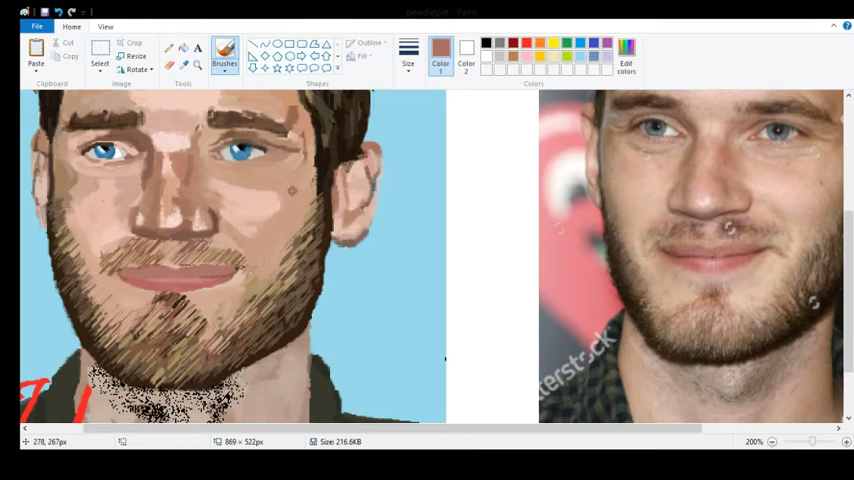 pewdiepie - Paint
File Home View
Paste
Cut
Copy
Clipboard
Select
Crop
Resize
Rotate
Image
A
Tools
Brushes
Outline
Fill
Shapes
Size
Color
1
Color
2
Edit
colors
Colors
tterstock
278, 267px
869 × 522px
Size: 216.6KB
200%